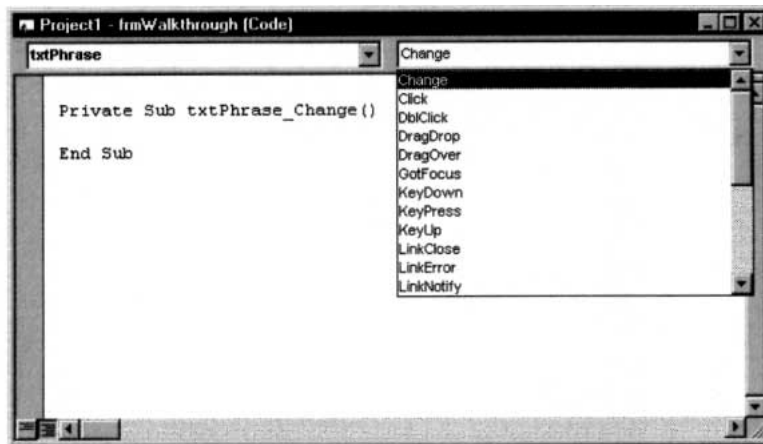 Project1 - frmWalkthrough (Code)
txtPhrase
Change
Private Sub txtPhrase_Change()
End Sub
Change
Click
DblClick
DragDrop
DragOver
GotFocus
KeyDown
KeyPress
KeyUp
LinkClose
LinkError
LinkNotify